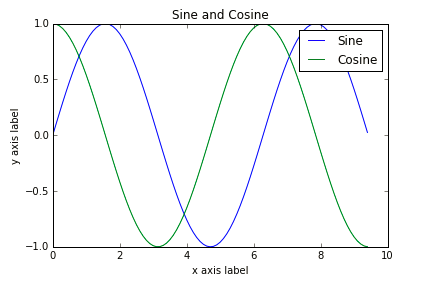 Sine and Cosine
Sine
Cosine
1.0
0.5
0.0
−0.5
−1.0
y axis label
0 2 4 6 8 10
x axis label